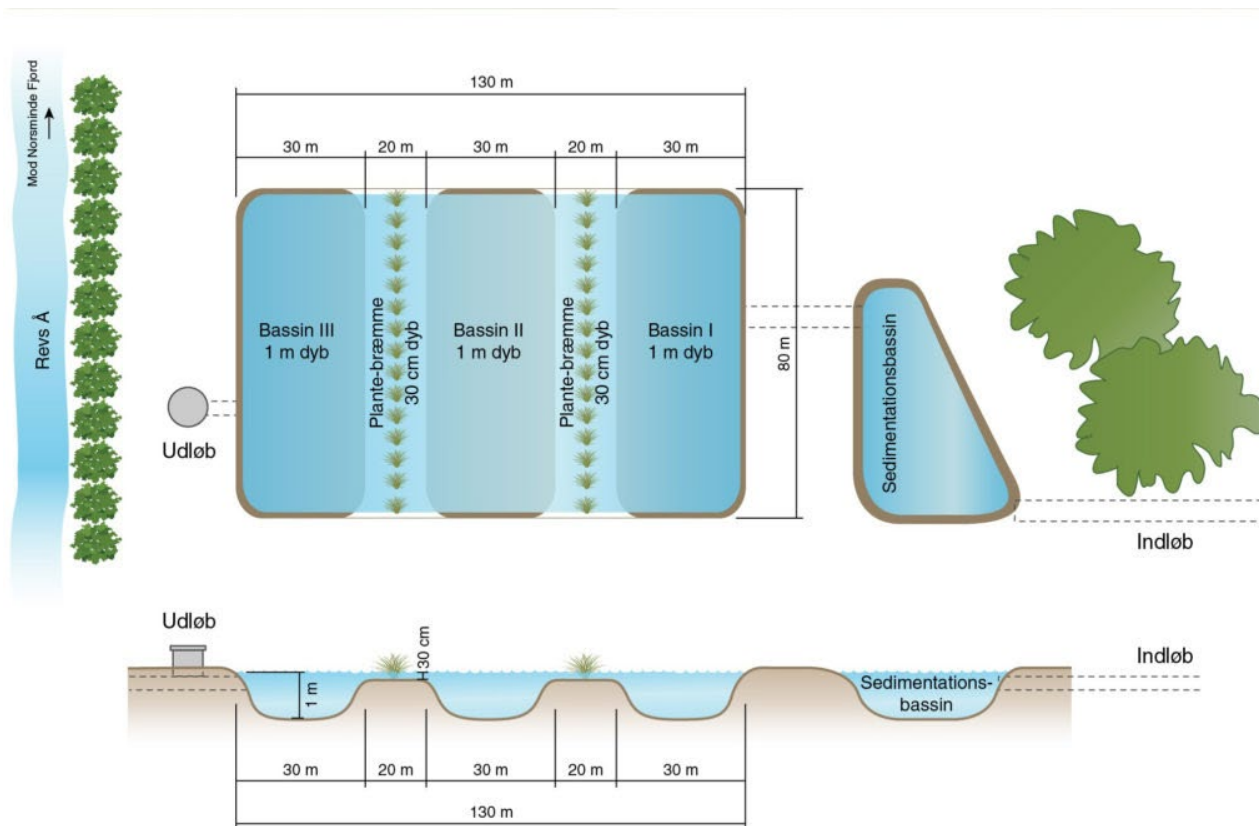 130 m
30 m
20 m
30 m
20 m
30 m
Mod Norsminde Fjord
Revs Å
Bassin III
1 m dyb
Plante-bræmme
30 cm dyb
Bassin II
1 m dyb
Plante-bræmme
30 cm dyb
Bassin I
1 m dyb
80 m
Sedimentationsbassin
Udløb
Indløb
Udløb
30 cm
Indløb
1 m
Sedimentations-
bassin
30 m
20 m
30 m
20 m
30 m
130 m